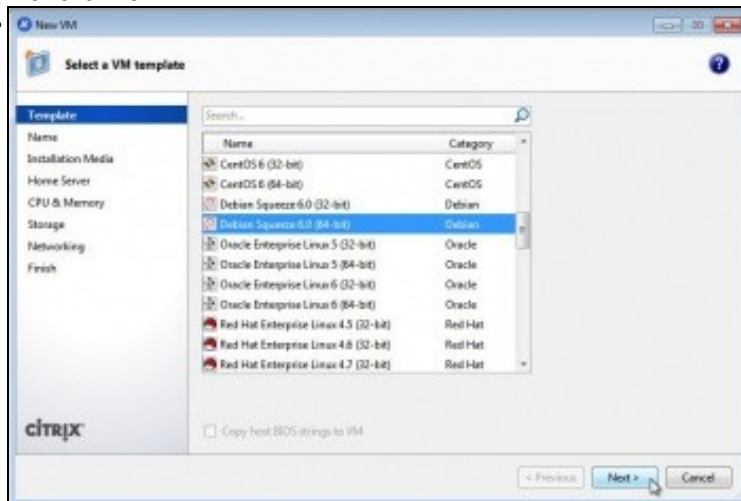 New VM
Select a VM template
Template
Name
Installation Media
Home Server
CPU & Memory
Storage
Networking
Finish
Search...
Name Category
CentOS 6 (32-bit) CentOS
CentOS 6 (64-bit) CentOS
Debian Squeeze 6.0 (32-bit) Debian
Debian Squeeze 6.0 (64-bit) Debian
Oracle Enterprise Linux 5 (32-bit) Oracle
Oracle Enterprise Linux 5 (64-bit) Oracle
Oracle Enterprise Linux 6 (32-bit) Oracle
Oracle Enterprise Linux 6 (64-bit) Oracle
Red Hat Enterprise Linux 4.5 (32-bit) Red Hat
Red Hat Enterprise Linux 4.6 (32-bit) Red Hat
Red Hat Enterprise Linux 4.7 (32-bit) Red Hat
CITRIX
Copy host BIOS strings to VM
< Previous Next > Cancel